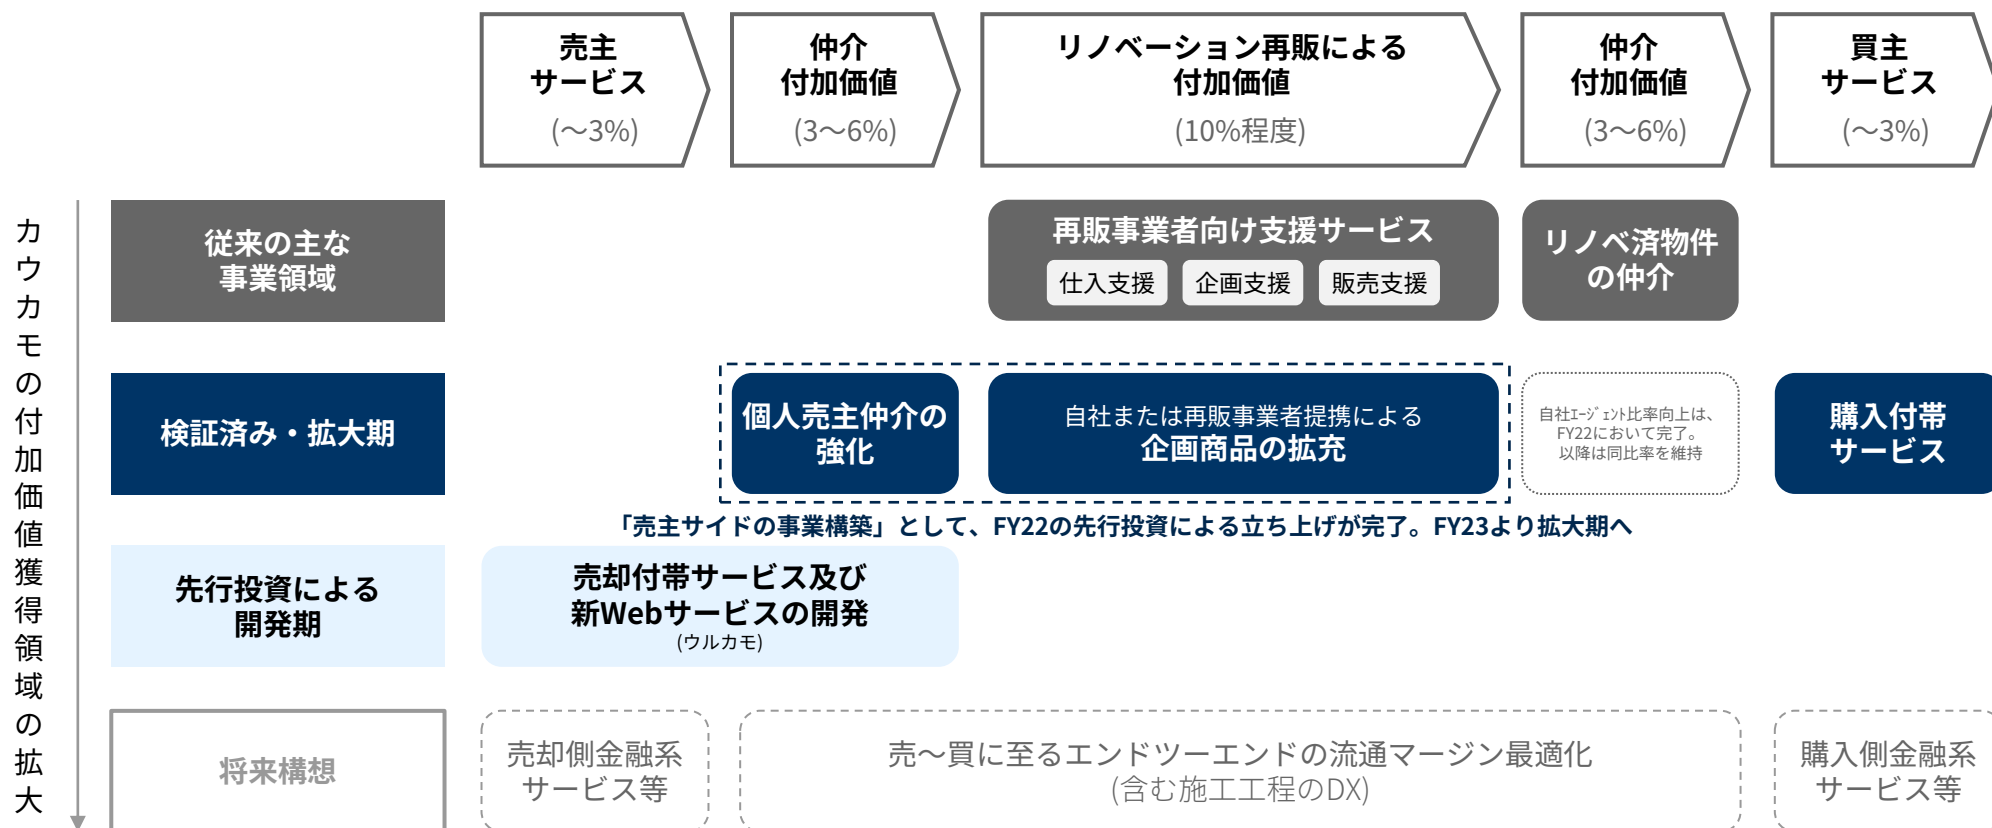 売主
サービス
(〜3%)
仲介
付加価値
(3〜6%)
リノベーション再販による
付加価値
(10%程度)
仲介
付加価値
(3〜6%)
買主
サービス
(〜3%)
カウカモの付加価値獲得領域の拡大
従来の主な
事業領域
再販事業者向け支援サービス
仕入支援
企画支援
販売支援
リノベ済物件
の仲介
検証済み・拡大期
個人売主仲介の
強化
自社または再販事業者提携による
企画商品の拡充
自社ｴｰｼﾞｪﾝﾄ比率向上は、
FY22において完了。
以降は同比率を維持
購入付帯
サービス
「売主サイドの事業構築」として、FY22の先行投資による立ち上げが完了。FY23より拡大期へ
先行投資による
開発期
売却付帯サービス及び
新Webサービスの開発
(ウルカモ)
将来構想
売却側金融系
サービス等
売〜買に至るエンドツーエンドの流通マージン最適化
(含む施工工程のDX)
購入側金融系
サービス等